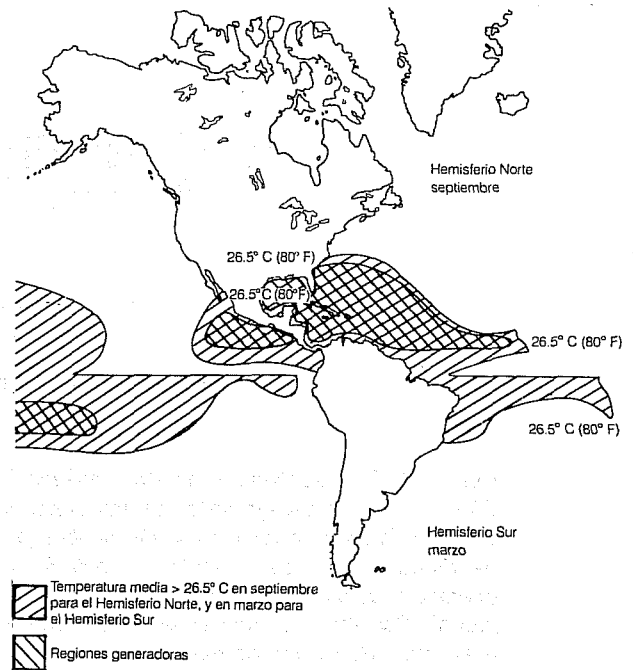 Hemisferio Norte
septiembre
26.5° C (80° F)
26.5° C (80° F)
26.5° C (80° F)
26.5° C (80° F)
Hemisferio Sur
marzo
Temperatura media > 26.5° C en septiembre
para el Hemisferio Norte, y en marzo para
el Hemisferio Sur
Regiones generadoras